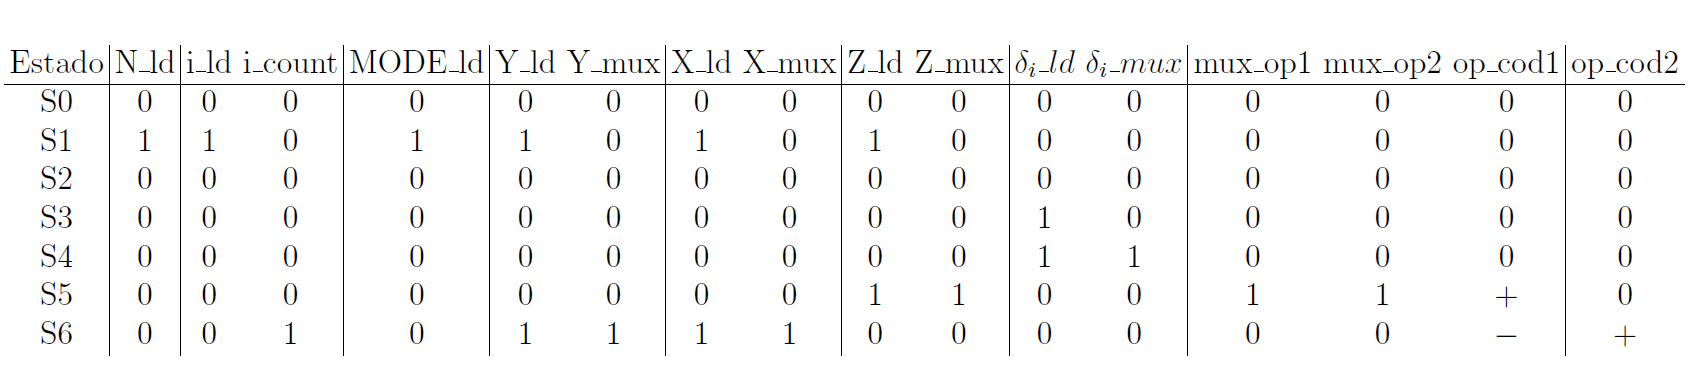 Estado N_ld i_ld i_count MODE_ld Y_ld Y_mux X_ld X_mux Z_ld Z_mux δi_ld δi_mux mux_op1 mux_op2 op_cod1 op_cod2
S0 0 0 0 0 0 0 0 0 0 0 0 0 0 0 0 0
S1 1 1 0 1 1 0 1 0 1 0 0 0 0 0 0 0
S2 0 0 0 0 0 0 0 0 0 0 0 0 0 0 0 0
S3 0 0 0 0 0 0 0 0 0 0 1 0 0 0 0 0
S4 0 0 0 0 0 0 0 0 0 0 1 1 0 0 0 0
S5 0 0 0 0 0 0 0 0 1 1 0 0 1 1 + 0
S6 0 0 1 0 1 1 1 1 0 0 0 0 0 0 − +